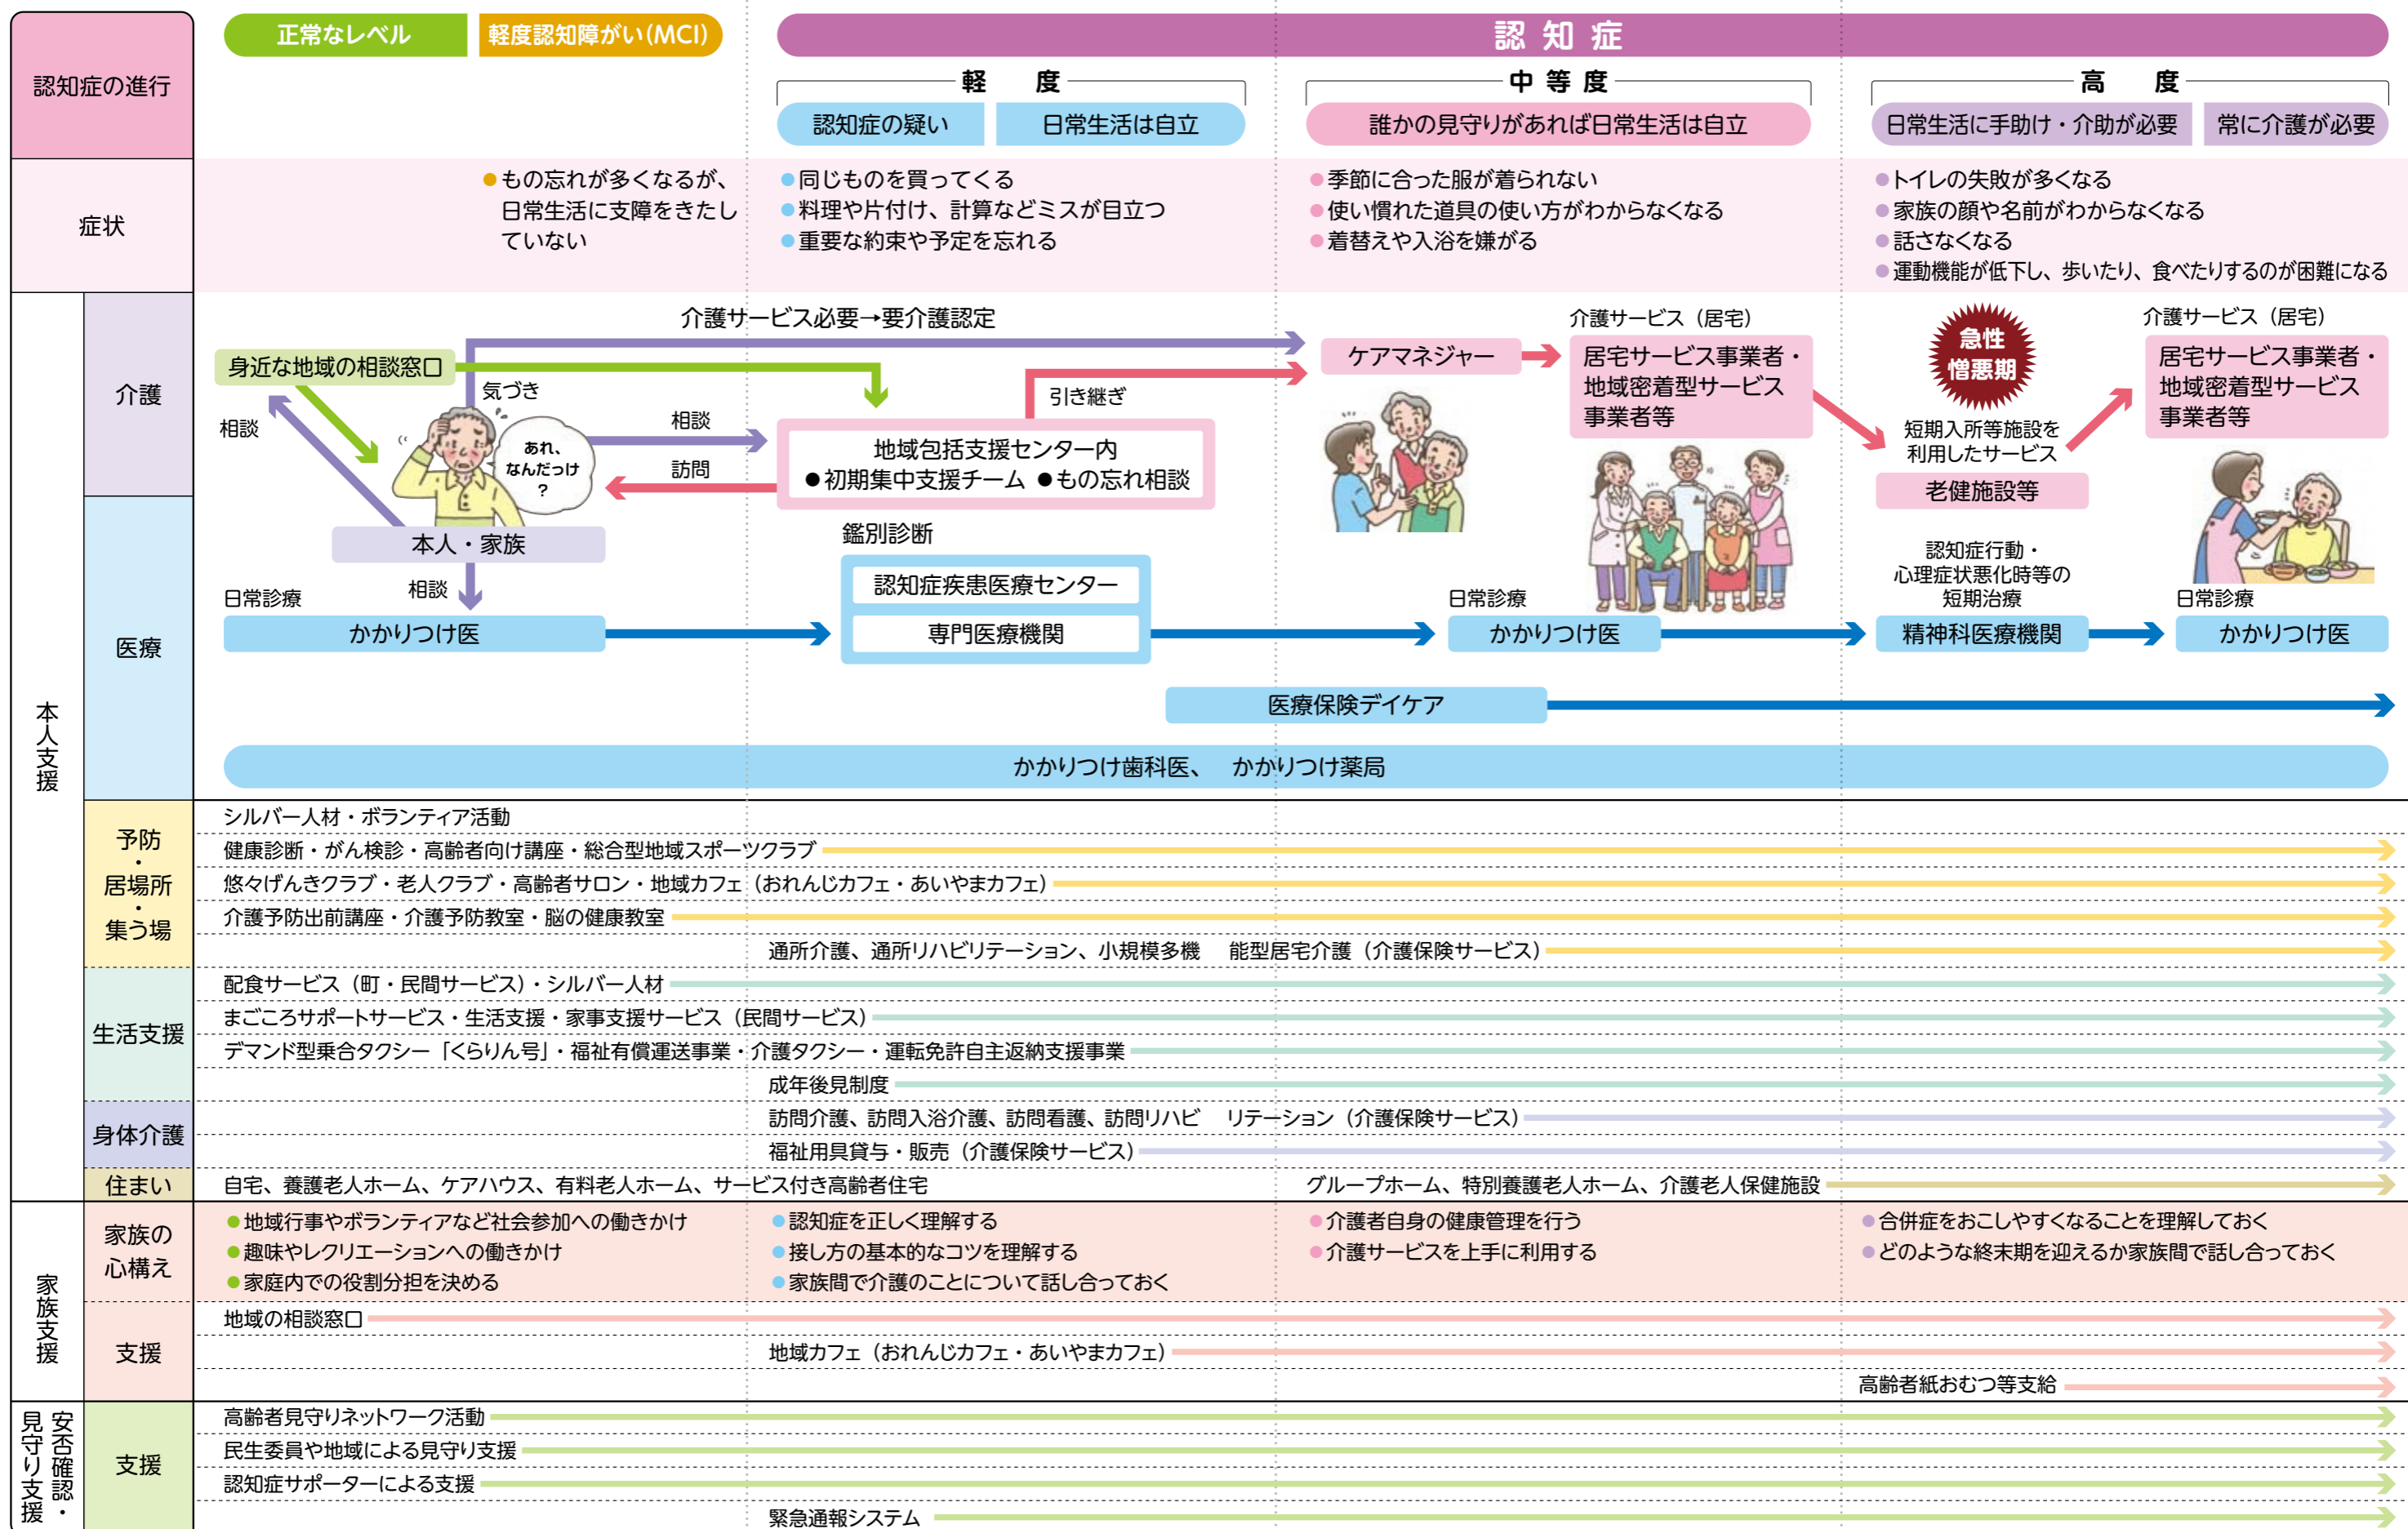 認知症の進行
正常なレベル
軽度認知障がい(MCI)
認知症
軽度
認知症の疑い
日常生活は自立
中等度
誰かの見守りがあれば日常生活は自立
高度
日常生活に手助け・介助が必要
常に介護が必要
症状
●もの忘れが多くなるが、
日常生活に支障をきたし
ていない
●同じものを買ってくる
●料理や片付け、計算などミスが目立つ
●重要な約束や予定を忘れる
●季節に合った服が着られない
●使い慣れた道具の使い方がわからなくなる
●着替えや入浴を嫌がる
●トイレの失敗が多くなる
●家族の顔や名前がわからなくなる
●話さなくなる
●運動機能が低下し、歩いたり、食べたりするのが困難になる
本人支援
介護
介護サービス必要→要介護認定
身近な地域の相談窓口
気づき
相談
あれ、
なんだっけ
?
相談
訪問
引き継ぎ
地域包括支援センター内
●初期集中支援チーム ●もの忘れ相談
本人・家族
ケアマネジャー
介護サービス（居宅）
居宅サービス事業者・
地域密着型サービス
事業者等
急性
憎悪期
短期入所等施設を
利用したサービス
老健施設等
介護サービス（居宅）
居宅サービス事業者・
地域密着型サービス
事業者等
医療
相談
日常診療
かかりつけ医
鑑別診断
認知症疾患医療センター
専門医療機関
日常診療
かかりつけ医
認知症行動・
心理症状悪化時等の
短期治療
精神科医療機関
日常診療
かかりつけ医
医療保険デイケア
かかりつけ歯科医、 かかりつけ薬局
予防
・
居場所
・
集う場
シルバー人材・ボランティア活動
健康診断・がん検診・高齢者向け講座・総合型地域スポーツクラブ
悠々げんきクラブ・老人クラブ・高齢者サロン・地域カフェ（おれんじカフェ・あいやまカフェ）
介護予防出前講座・介護予防教室・脳の健康教室
通所介護、通所リハビリテーション、小規模多機 能型居宅介護（介護保険サービス）
生活支援
配食サービス（町・民間サービス）・シルバー人材
まごころサポートサービス・生活支援・家事支援サービス（民間サービス）
デマンド型乗合タクシー「くらりん号」・福祉有償運送事業・介護タクシー・運転免許自主返納支援事業
成年後見制度
身体介護
訪問介護、訪問入浴介護、訪問看護、訪問リハビ リテーション（介護保険サービス）
福祉用具貸与・販売（介護保険サービス）
住まい
自宅、養護老人ホーム、ケアハウス、有料老人ホーム、サービス付き高齢者住宅
グループホーム、特別養護老人ホーム、介護老人保健施設
家族支援
家族の
心構え
●地域行事やボランティアなど社会参加への働きかけ
●趣味やレクリエーションへの働きかけ
●家庭内での役割分担を決める
●認知症を正しく理解する
●接し方の基本的なコツを理解する
●家族間で介護のことについて話し合っておく
●介護者自身の健康管理を行う
●介護サービスを上手に利用する
●合併症をおこしやすくなることを理解しておく
●どのような終末期を迎えるか家族間で話し合っておく
支援
地域の相談窓口
地域カフェ（おれんじカフェ・あいやまカフェ）
高齢者紙おむつ等支給
安否確認・
見守り支援
支援
高齢者見守りネットワーク活動
民生委員や地域による見守り支援
認知症サポーターによる支援
緊急通報システム